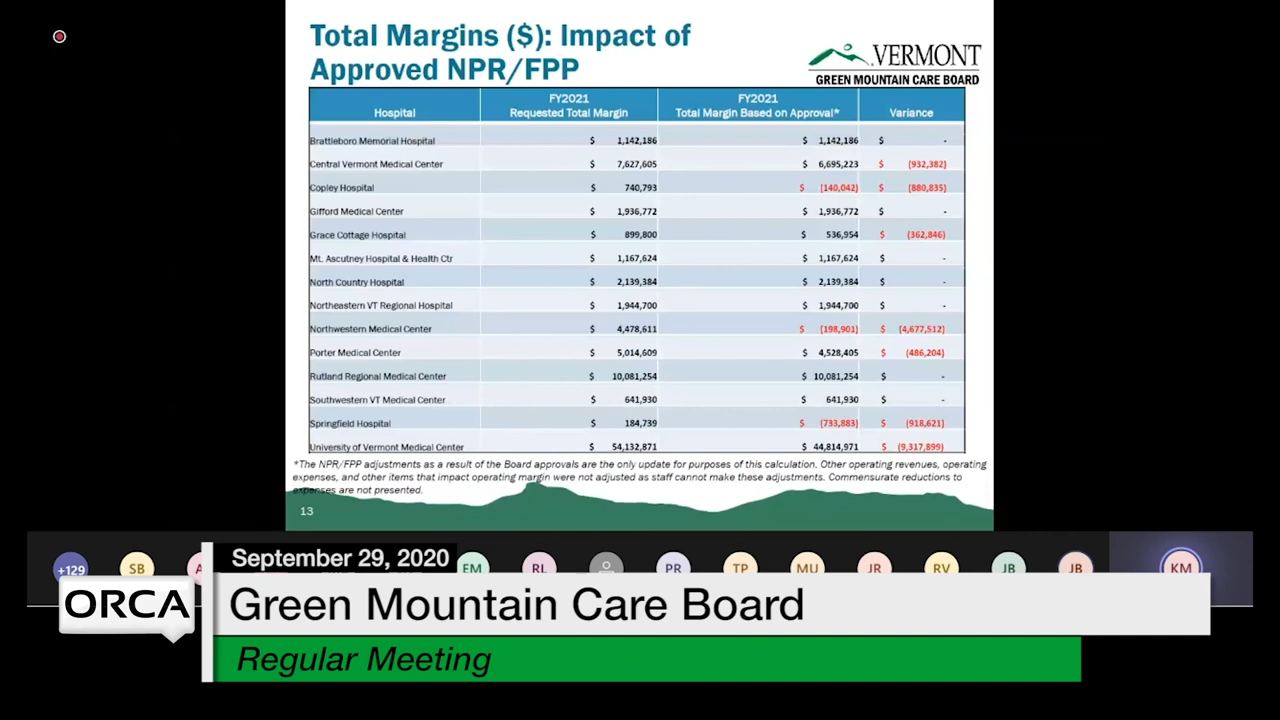 Total Margins ($): Impact of
Approved NPR/FPP
VERMONT
GREEN MOUNTAIN CARE BOARD
Hospital FY2021 Requested Total Margin FY2021 Total Margin Based on Approval* Variance
Brattleboro Memorial Hospital $ 1,142,186 $ 1,142,186 $ -
Central Vermont Medical Center $ 7,627,605 $ 6,695,223 $ (932,382)
Copley Hospital $ 740,793 $ (140,042) $ (880,835)
Gifford Medical Center $ 1,936,772 $ 1,936,772 $ -
Grace Cottage Hospital $ 899,800 $ 536,954 $ (362,846)
Mt. Ascutney Hospital & Health Ctr $ 1,167,624 $ 1,167,624 $ -
North Country Hospital $ 2,139,384 $ 2,139,384 $ -
Northeastern VT Regional Hospital $ 1,944,700 $ 1,944,700 $ -
Northwestern Medical Center $ 4,478,611 $ (198,901) $ (4,677,512)
Porter Medical Center $ 5,014,609 $ 4,528,405 $ (486,204)
Rutland Regional Medical Center $ 10,081,254 $ 10,081,254 $ -
Southwestern VT Medical Center $ 641,930 $ 641,930 $ -
Springfield Hospital $ 184,739 $ (733,883) $ (918,621)
University of Vermont Medical Center $ 54,132,871 $ 44,814,971 $ (9,317,899)
*The NPR/FPP adjustments as a result of the Board approvals are the only update for purposes of this calculation. Other operating revenues, operating
expenses, and other items that impact operating margin were not adjusted as staff cannot make these adjustments. Commensurate reductions to
expenses are not presented.
13
+129 SB A EM RL PR TP MU JR RV JB JB KM
September 29, 2020
ORCA
Green Mountain Care Board
Regular Meeting